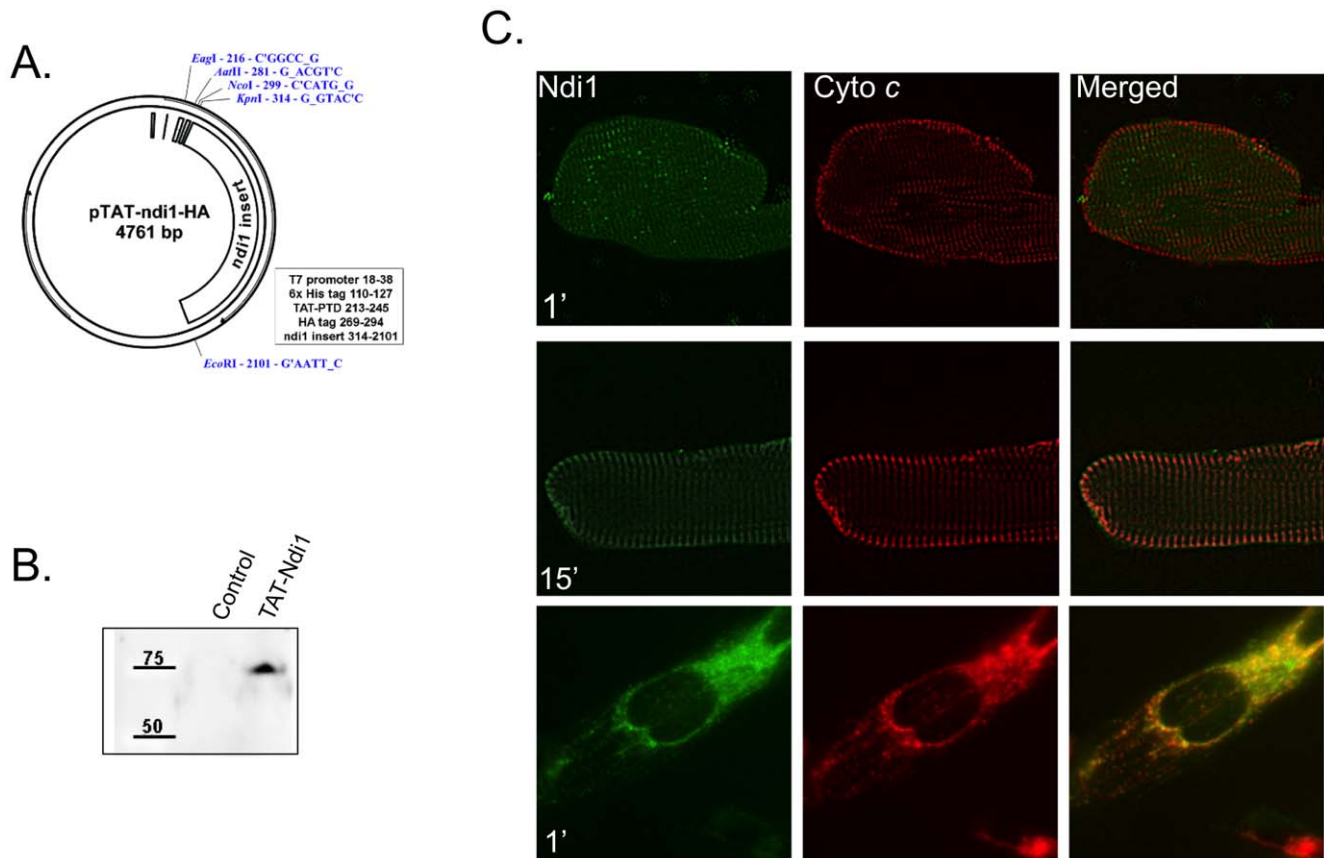 A.
EagI - 216 - C'GGCC_G
AatII - 281 - G_ACGT'C
NcoI - 299 - C'CATG_G
KpnI - 314 - G_GTAC'C
pTAT-ndi1-HA
4761 bp
ndi1 insert
T7 promoter 18-38
6x His tag 110-127
TAT-PTD 213-245
HA tag 269-294
ndi1 insert 314-2101
EcoRI - 2101 - G'AATT_C
B.
Control
TAT-Ndi1
75
50
C.
Ndi1
Cyto c
Merged
1'
15'
1'